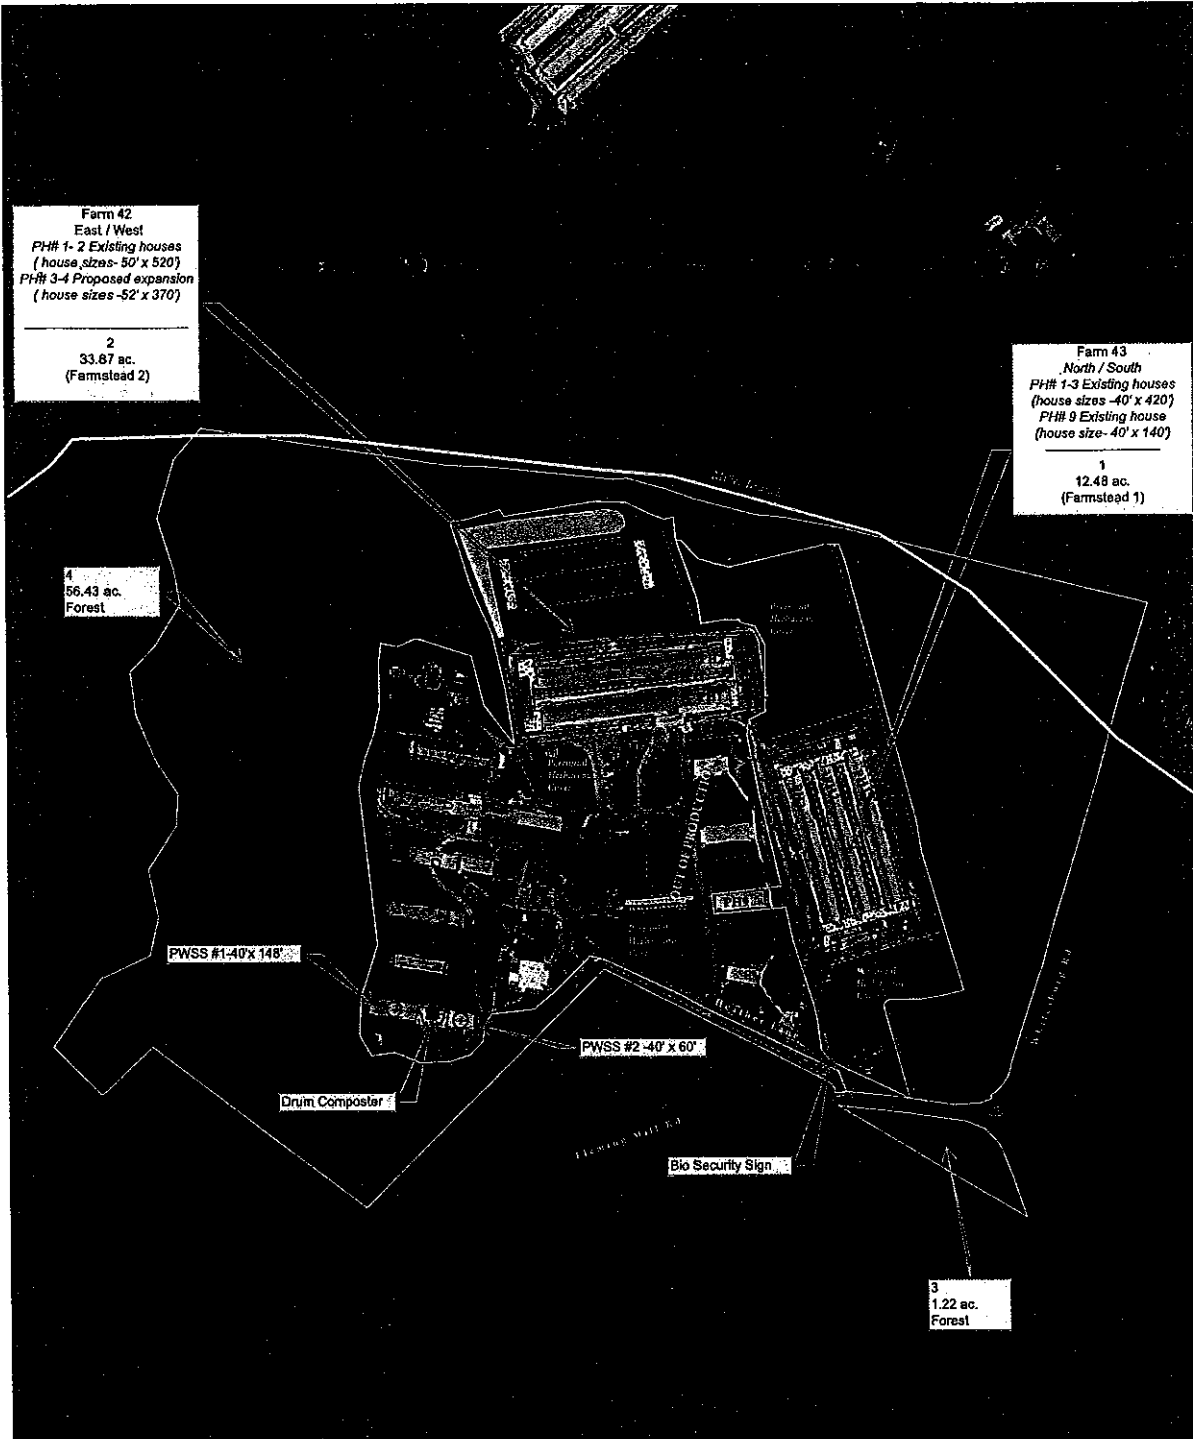 Farm 42
East / West
PH# 1- 2 Existing houses
( house sizes- 50' x 520')
PH# 3-4 Proposed expansion
( house sizes -52' x 370')
2
33.87 ac.
(Farmstead 2)
Farm 43
North / South
PH# 1-3 Existing houses
(house sizes -40' x 420')
PH# 9 Existing house
(house size- 40' x 140')
1
12.48 ac.
(Farmstead 1)
4
56.43 ac.
Forest
OUT OF PRODUCTION
PWSS #1-40'x 148'
PWSS #2 -40' x 60'
Drum Composter
Bio Security Sign
3
1.22 ac.
Forest